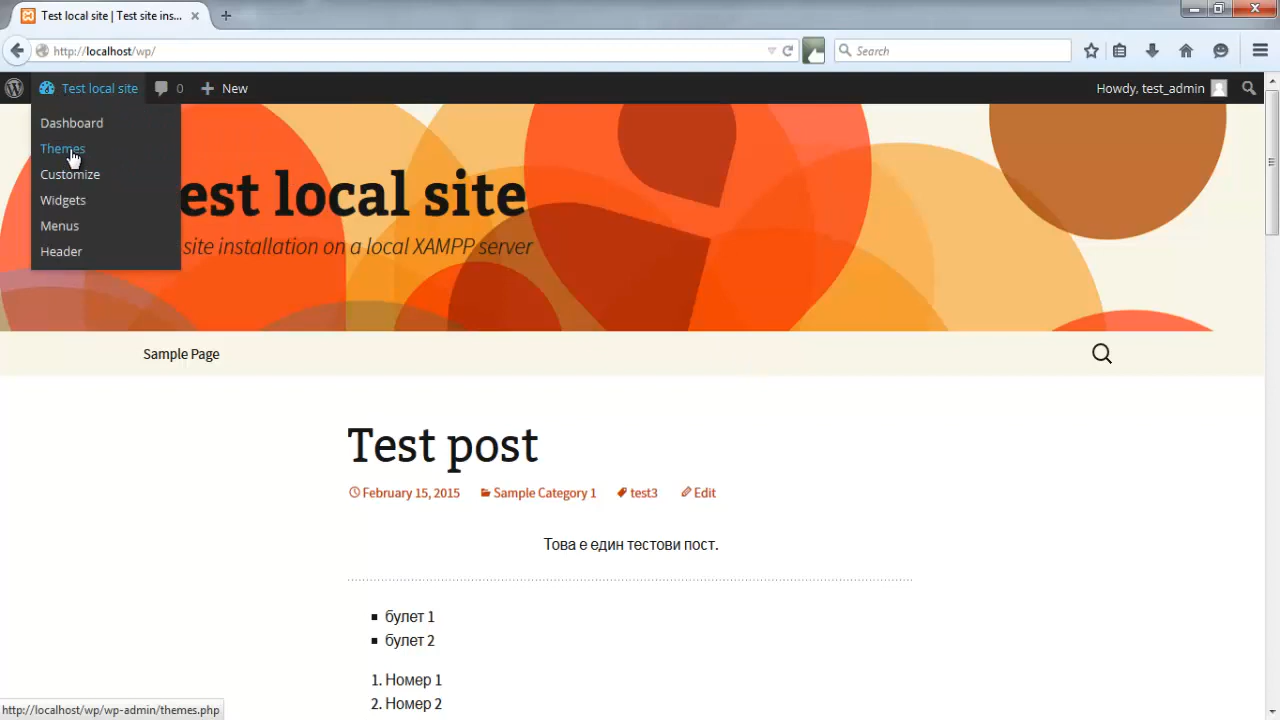 Test local site | Test site ins...
http://localhost/wp/
Search
Test local site
0
New
Howdy, test_admin
Dashboard
Themes
Customize
Widgets
Menus
Header
est local site
site installation on a local XAMPP server
Sample Page
Test post
February 15, 2015 Sample Category 1 test3 Edit
Това е един тестови пост.
булет 1
булет 2
1. Номер 1
2. Номер 2
http://localhost/wp/wp-admin/themes.php